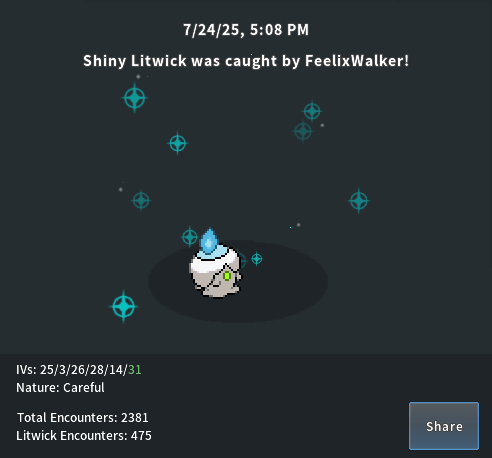 7/24/25, 5:08 PM
Shiny Litwick was caught by FeelixWalker!
IVs: 25/3/26/28/14/31
Nature: Careful
Total Encounters: 2381
Litwick Encounters: 475
Share